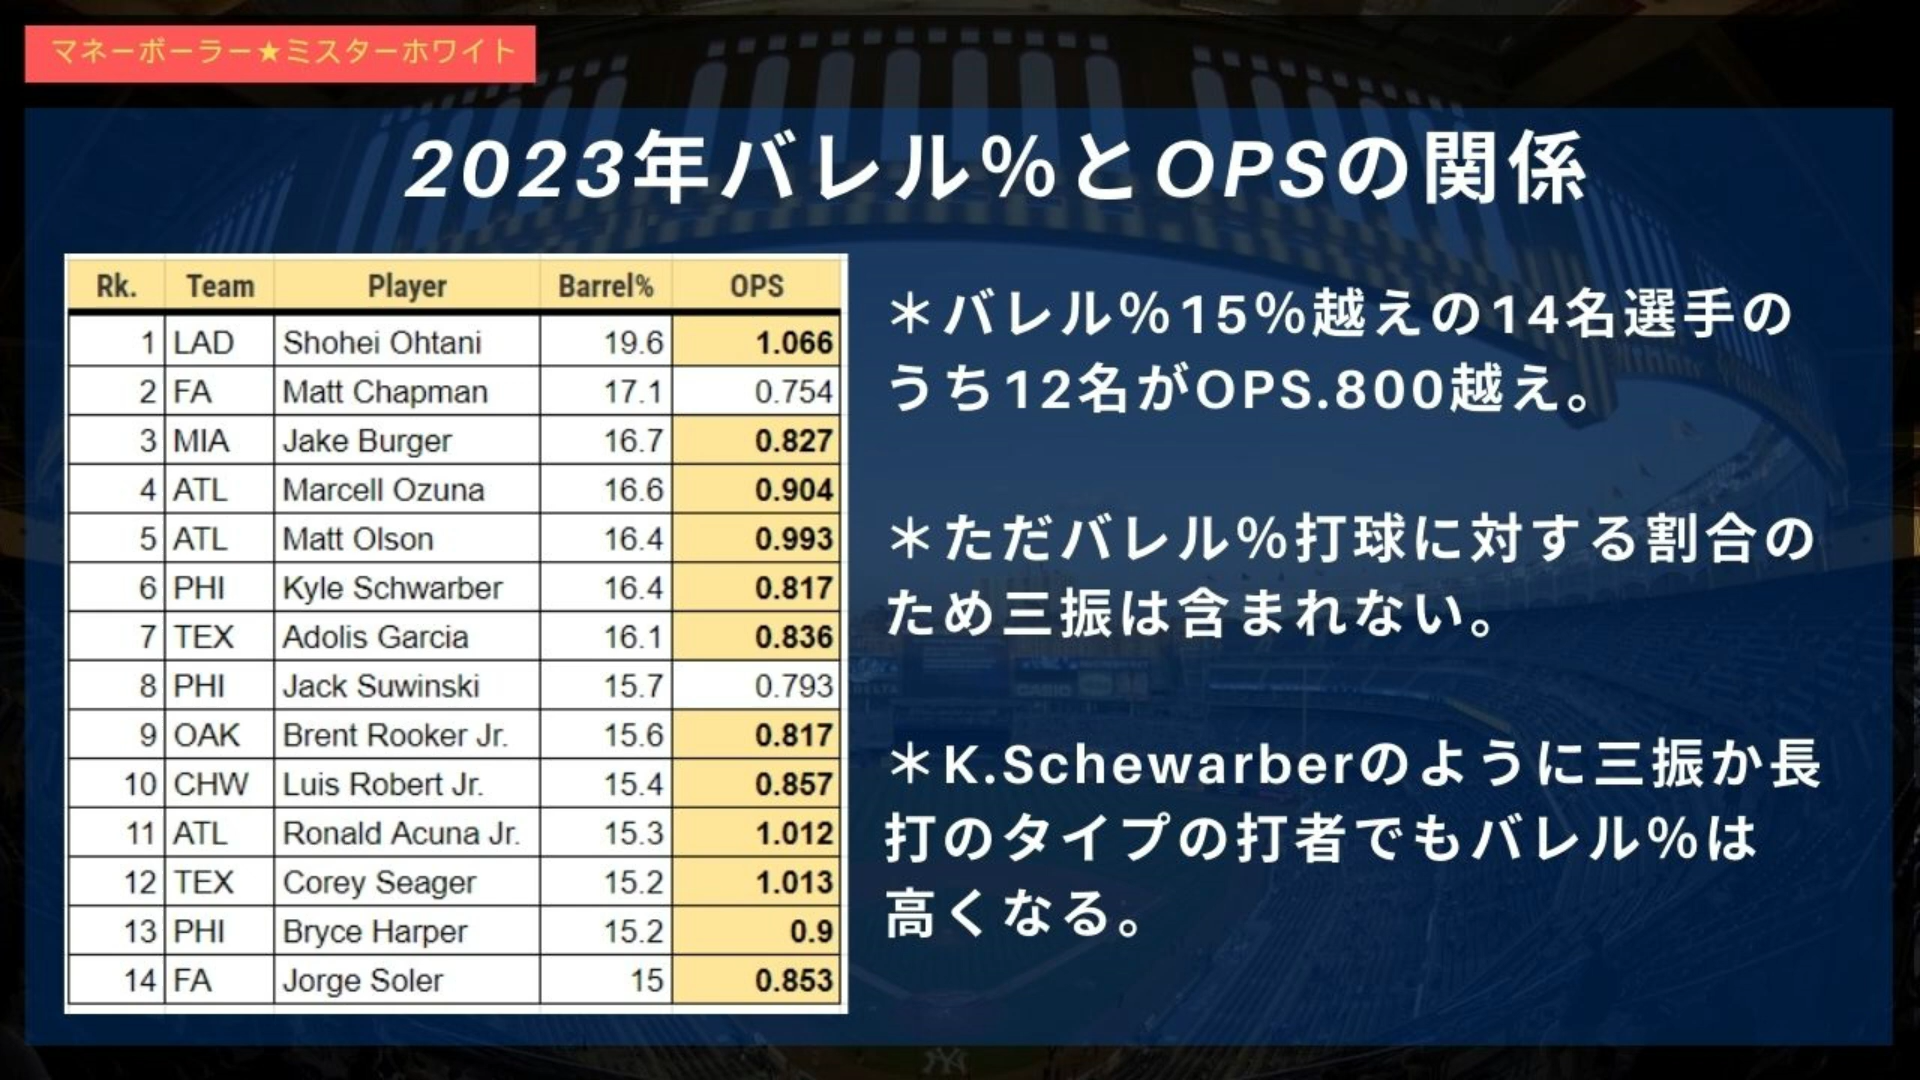 マネーボーラー★ミスターホワイト
2023年バレル%とOPSの関係
Rk. Team Player Barrel% OPS
1 LAD Shohei Ohtani 19.6 1.066
2 FA Matt Chapman 17.1 0.754
3 MIA Jake Burger 16.7 0.827
4 ATL Marcell Ozuna 16.6 0.904
5 ATL Matt Olson 16.4 0.993
6 PHI Kyle Schwarber 16.4 0.817
7 TEX Adolis Garcia 16.1 0.836
8 PHI Jack Suwinski 15.7 0.793
9 OAK Brent Rooker Jr. 15.6 0.817
10 CHW Luis Robert Jr. 15.4 0.857
11 ATL Ronald Acuna Jr. 15.3 1.012
12 TEX Corey Seager 15.2 1.013
13 PHI Bryce Harper 15.2 0.9
14 FA Jorge Soler 15 0.853
＊バレル%15%越えの14名選手の
うち12名がOPS.800越え。
＊ただバレル%打球に対する割合の
ため三振は含まれない。
＊K.Schewarberのように三振か長
打のタイプの打者でもバレル%は
高くなる。
CASIO